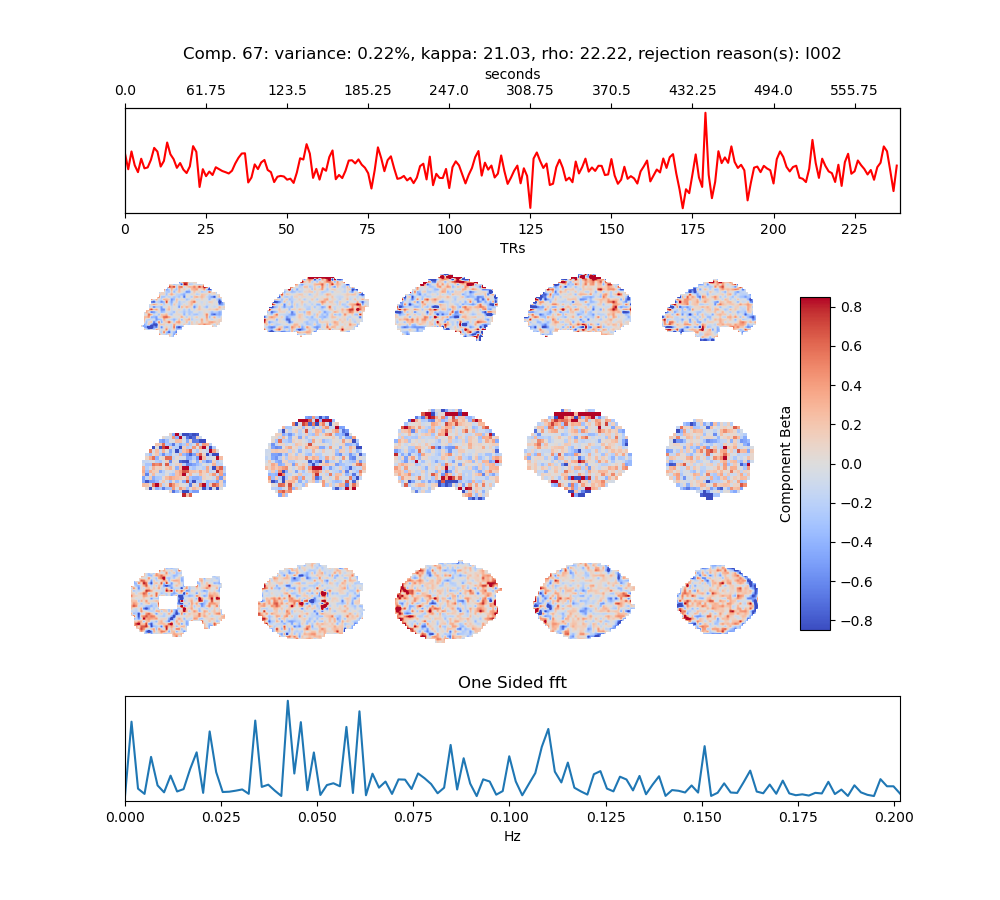 Comp. 67: variance: 0.22%, kappa: 21.03, rho: 22.22, rejection reason(s): I002
seconds
0.0 61.75 123.5 185.25 247.0 308.75 370.5 432.25 494.0 555.75
0 25 50 75 100 125 150 175 200 225
TRs
0.8
0.6
0.4
0.2
0.0
−0.2
−0.4
−0.6
−0.8
Component Beta
One Sided fft
0.000 0.025 0.050 0.075 0.100 0.125 0.150 0.175 0.200
Hz